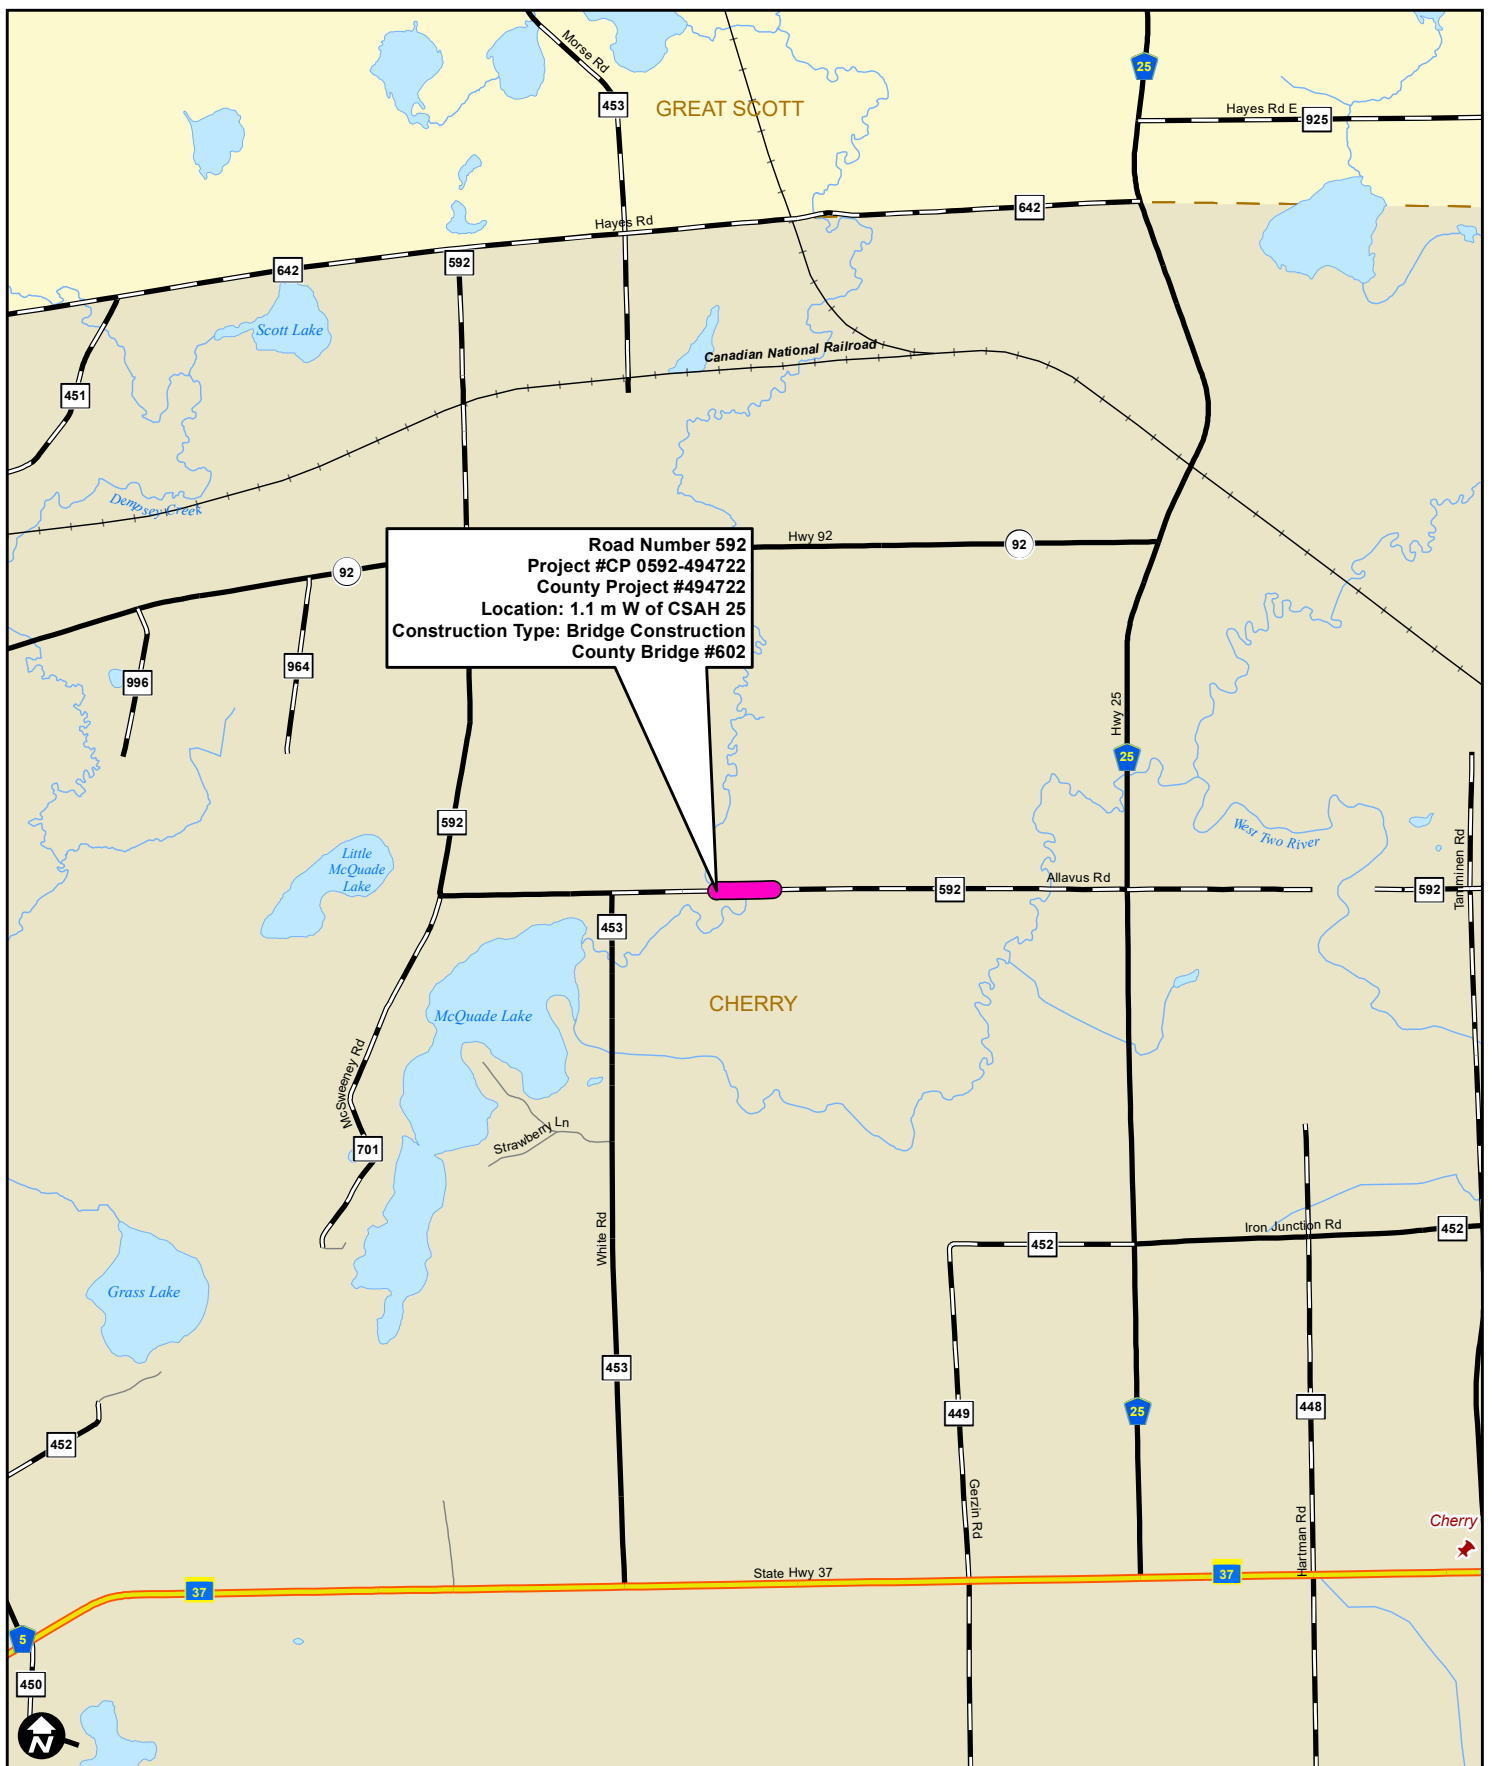 Morse Rd
25
453
GREAT SCOTT
Hayes Rd E
925
642
Hayes Rd
592
642
Scott Lake
Canadian National Railroad
451
Dempsey Creek
Hwy 92
92
92
Road Number 592
Project #CP 0592-494722
County Project #494722
Location: 1.1 m W of CSAH 25
Construction Type: Bridge Construction
County Bridge #602
964
996
Hwy 25
25
592
West Two River
Tamminen Rd
Little
McQuade
Lake
Allavus Rd
592
592
453
CHERRY
McQuade Lake
McSweeney Rd
Strawberry Ln
701
White Rd
Iron Junction Rd
452
452
Grass Lake
453
449
25
448
452
Gerzin Rd
Hartman Rd
Cherry
State Hwy 37
37
37
5
450
N